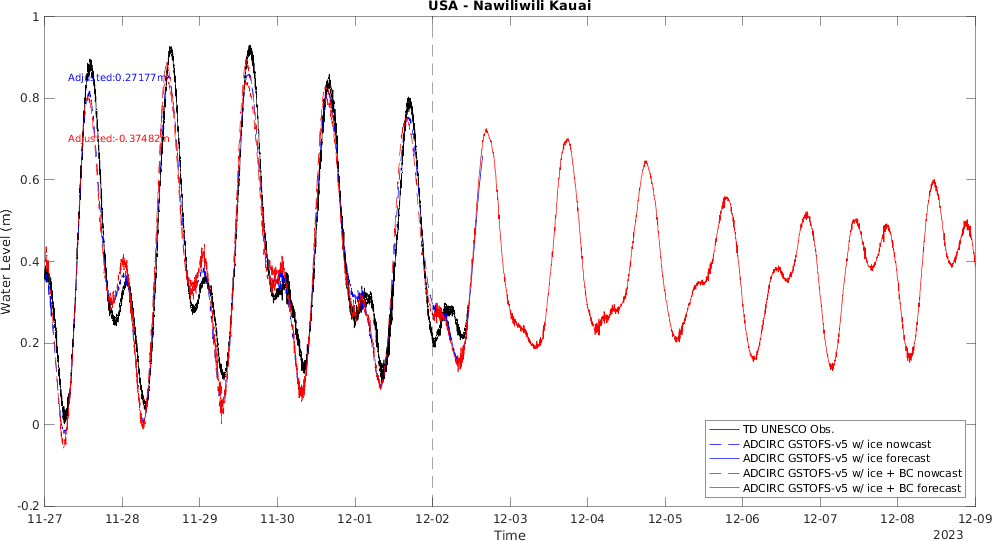 USA - Nawiliwili Kauai
1
0.8
0.6
0.4
0.2
0
-0.2
Water Level (m)
Adjusted:0.27177m
Adjusted:-0.37482m
TD UNESCO Obs.
ADCIRC GSTOFS-v5 w/ ice nowcast
ADCIRC GSTOFS-v5 w/ ice forecast
ADCIRC GSTOFS-v5 w/ ice + BC nowcast
ADCIRC GSTOFS-v5 w/ ice + BC forecast
11-27 11-28 11-29 11-30 12-01 12-02 12-03 12-04 12-05 12-06 12-07 12-08 12-09
Time
2023